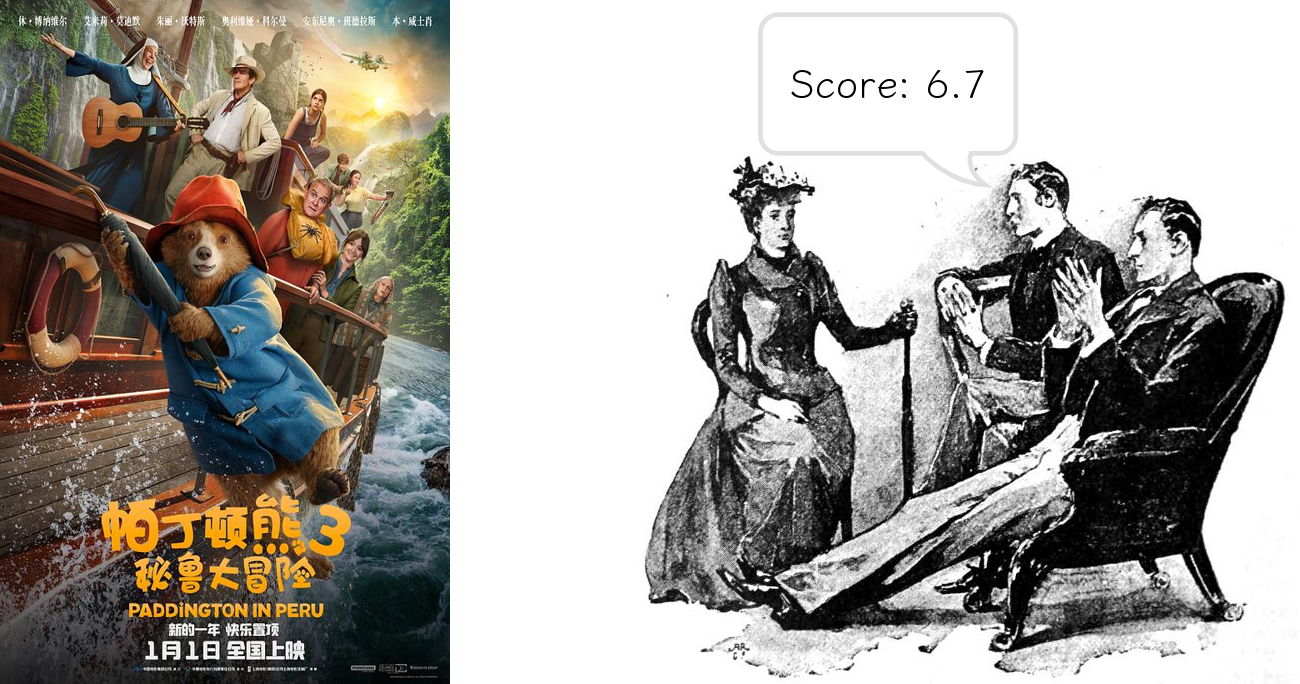 休·博纳维尔 艾米莉·莫迪默 朱丽·沃特斯 奥利维娅·科尔曼 安东尼奥·班德拉斯 本·威士肖
帕丁顿熊3
秘鲁大冒险
PADDINGTON IN PERU
新的一年 快乐置顶
1月1日 全国上映
Score: 6.7